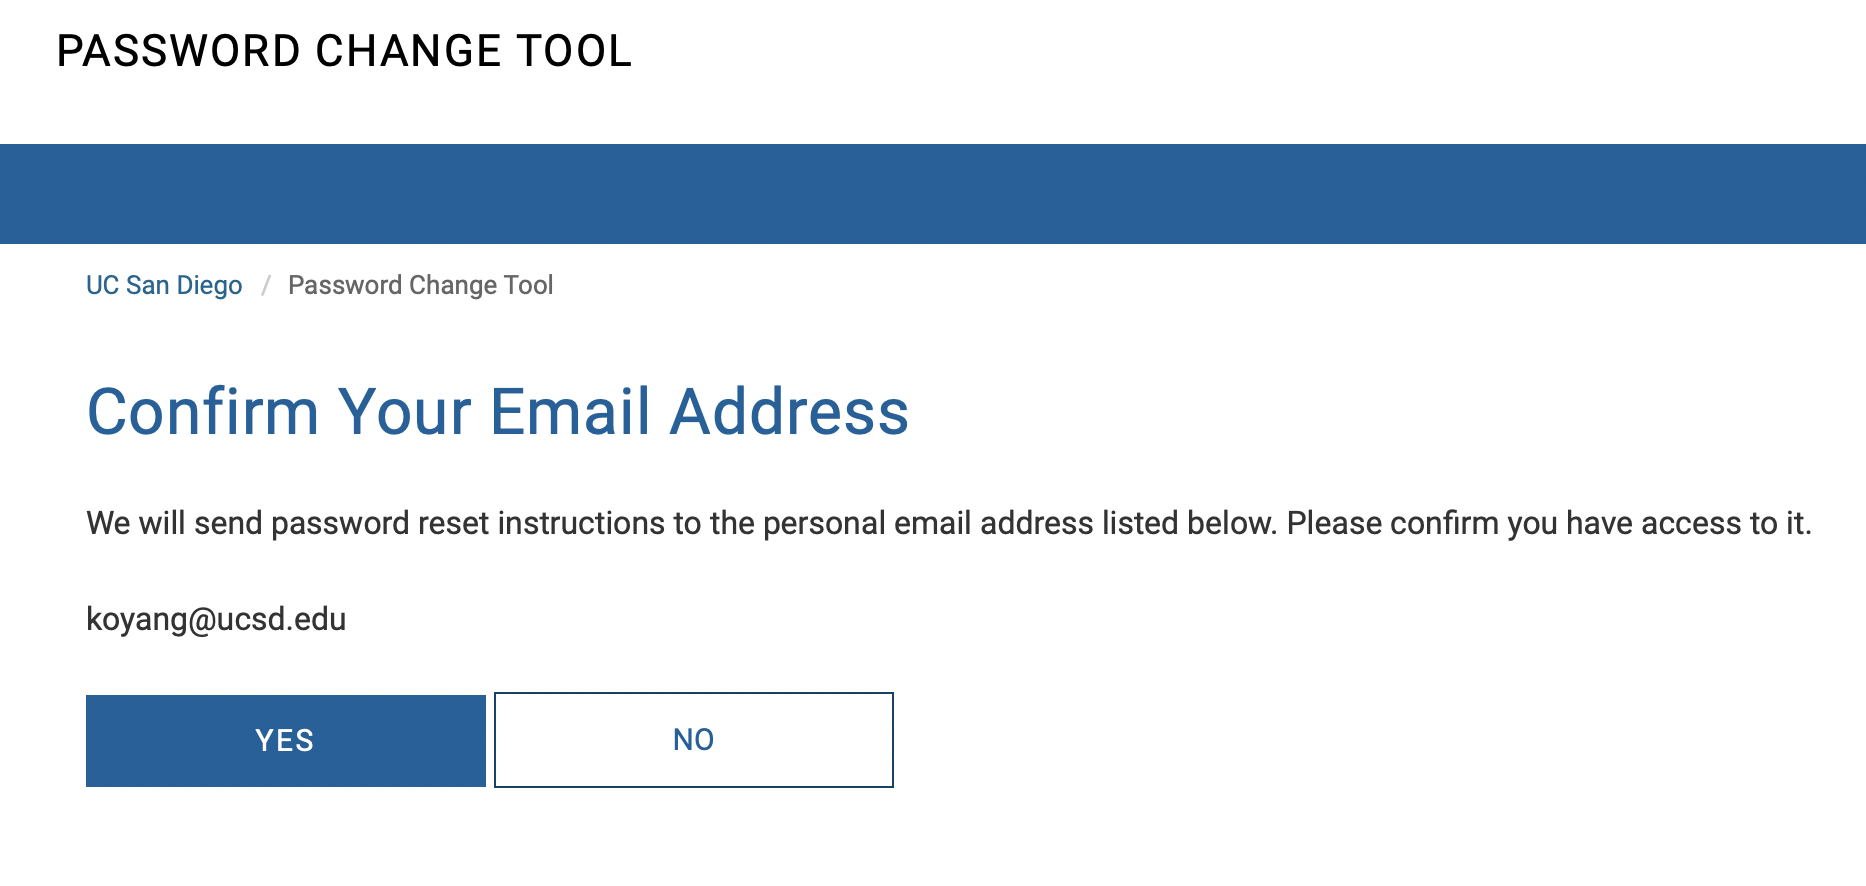 PASSWORD CHANGE TOOL
UC San Diego / Password Change Tool
Confirm Your Email Address
We will send password reset instructions to the personal email address listed below. Please confirm you have access to it.
koyang@ucsd.edu
YES NO